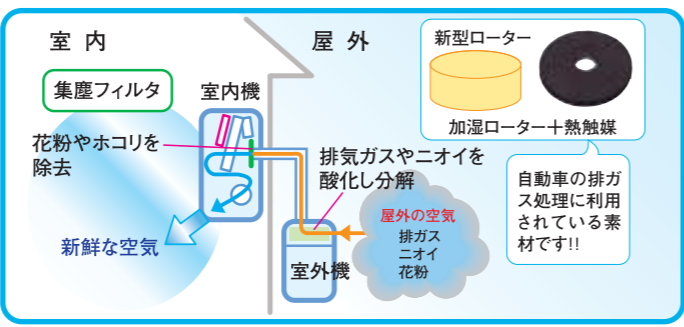 室内
屋外
集塵フィルタ
室内機
花粉やホコリを
除去
新鮮な空気
排気ガスやニオイを
酸化し分解
室外機
屋外の空気
排ガス
ニオイ
花粉
新型ローター
加湿ローター＋熱触媒
自動車の排ガ
ス処理に利用
されている素
材です!!